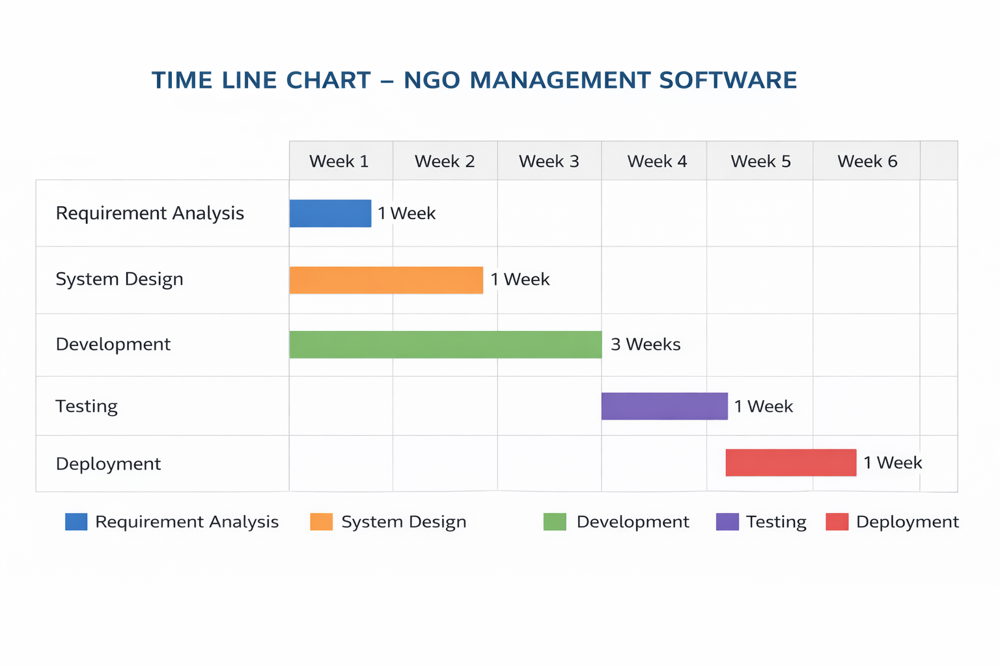 TIME LINE CHART – NGO MANAGEMENT SOFTWARE
Week 1 Week 2 Week 3 Week 4 Week 5 Week 6
Requirement Analysis 1 Week
System Design 1 Week
Development 3 Weeks
Testing 1 Week
Deployment 1 Week
Requirement Analysis System Design Development Testing Deployment